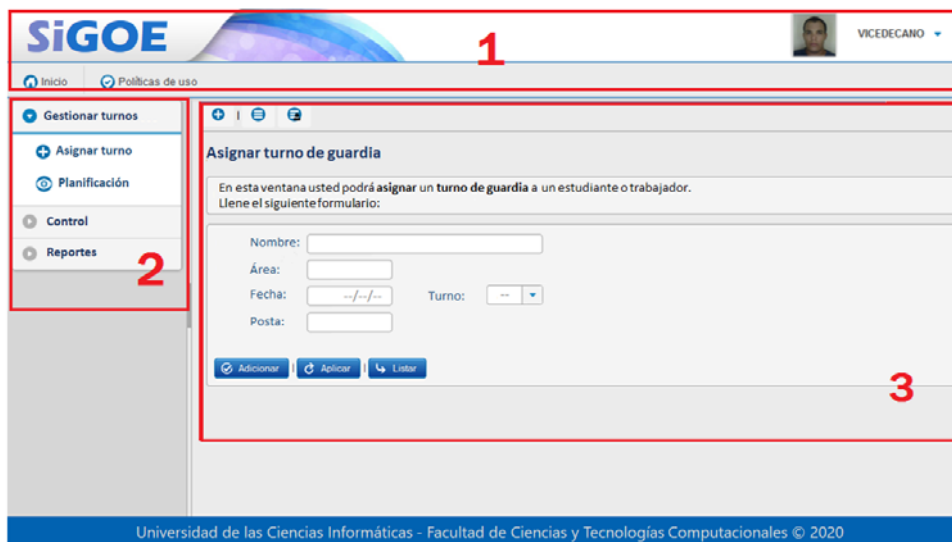 SiGOE
1
VICEDECANO
Inicio
Políticas de uso
Gestionar turnos
Asignar turno
Planificación
Control
Reportes
2
Asignar turno de guardia
En esta ventana usted podrá asignar un turno de guardia a un estudiante o trabajador.
Llene el siguiente formulario:
Nombre:
Área:
Fecha: --/--/-- Turno: --
Posta:
Adicionar | Aplicar | Listar
3
Universidad de las Ciencias Informáticas - Facultad de Ciencias y Tecnologías Computacionales © 2020